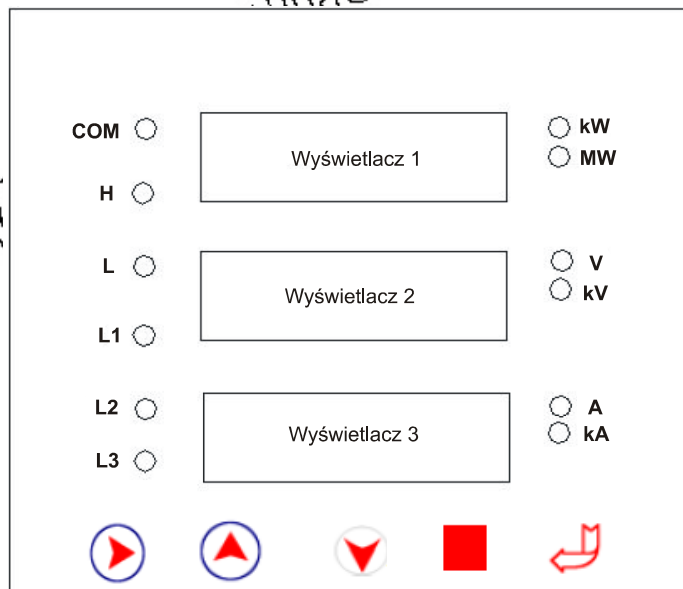 COM
Wyświetlacz 1
kW
MW
H
L
Wyświetlacz 2
V
kV
L1
L2
Wyświetlacz 3
A
kA
L3